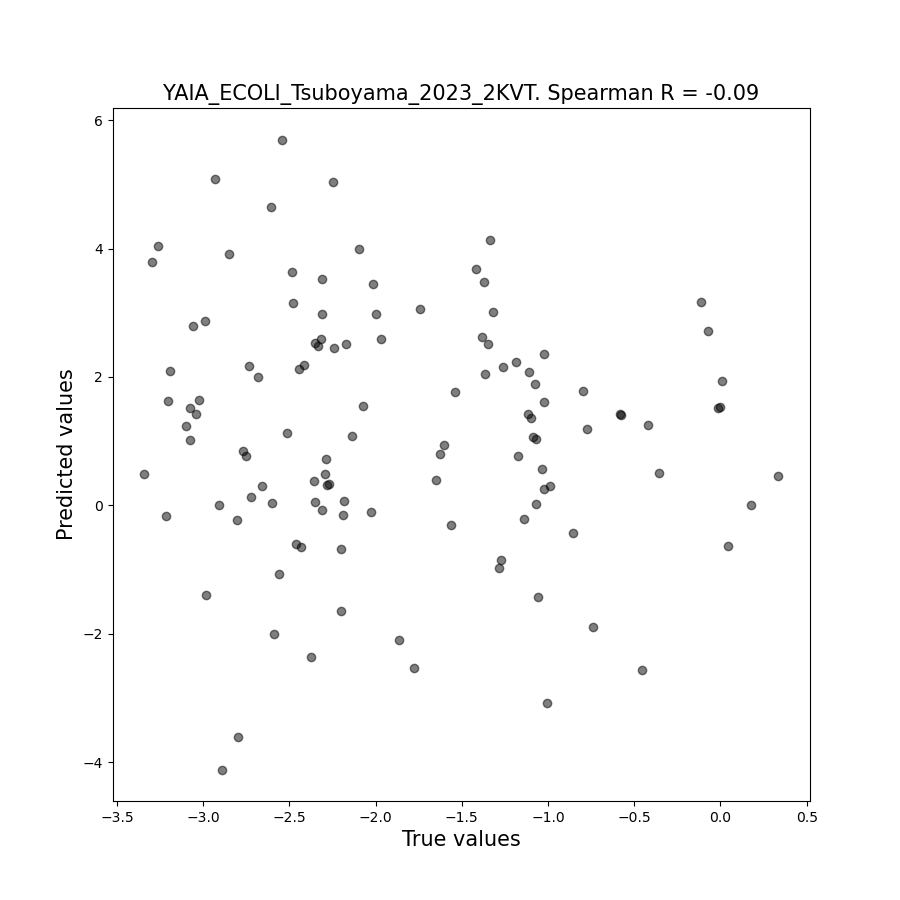 YAIA_ECOLI_Tsuboyama_2023_2KVT. Spearman R = -0.09
6
4
2
0
−2
−4
Predicted values
−3.5 −3.0 −2.5 −2.0 −1.5 −1.0 −0.5 0.0 0.5
True values